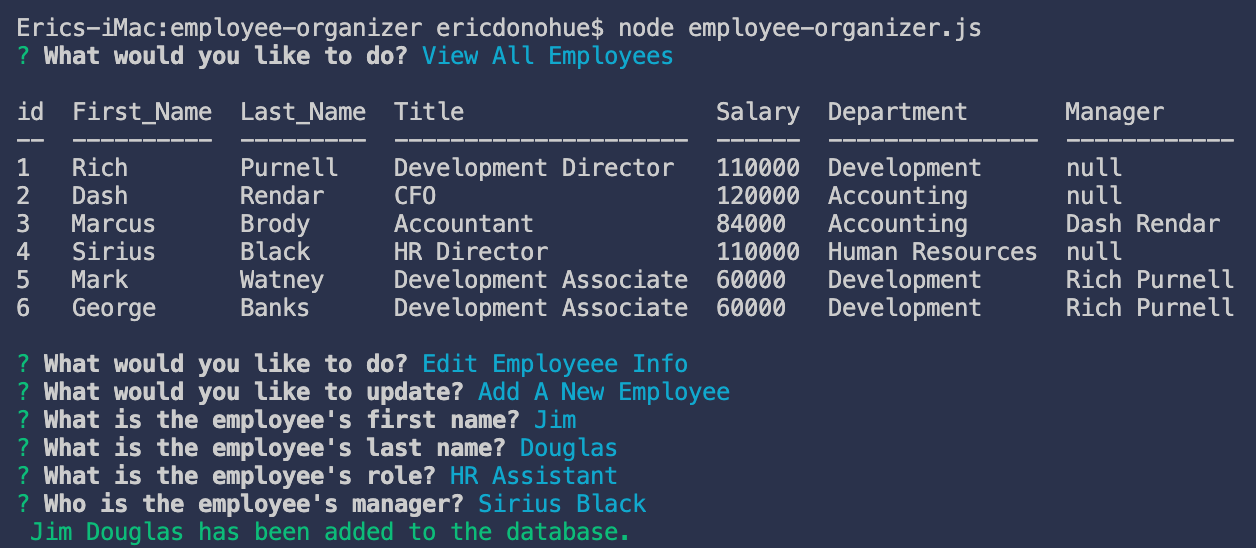 Erics-iMac:employee-organizer ericdonohue$ node employee-organizer.js
? What would you like to do? View All Employees
id  First_Name  Last_Name  Title                  Salary  Department       Manager
--  ----------  ---------  ---------------------  ------  ---------------  ------------
1   Rich        Purnell    Development Director   110000  Development      null
2   Dash        Rendar     CFO                    120000  Accounting       null
3   Marcus      Brody      Accountant             84000   Accounting       Dash Rendar
4   Sirius      Black      HR Director            110000  Human Resources  null
5   Mark        Watney     Development Associate  60000   Development      Rich Purnell
6   George      Banks      Development Associate  60000   Development      Rich Purnell
? What would you like to do? Edit Employeee Info
? What would you like to update? Add A New Employee
? What is the employee's first name? Jim
? What is the employee's last name? Douglas
? What is the employee's role? HR Assistant
? Who is the employee's manager? Sirius Black
Jim Douglas has been added to the database.